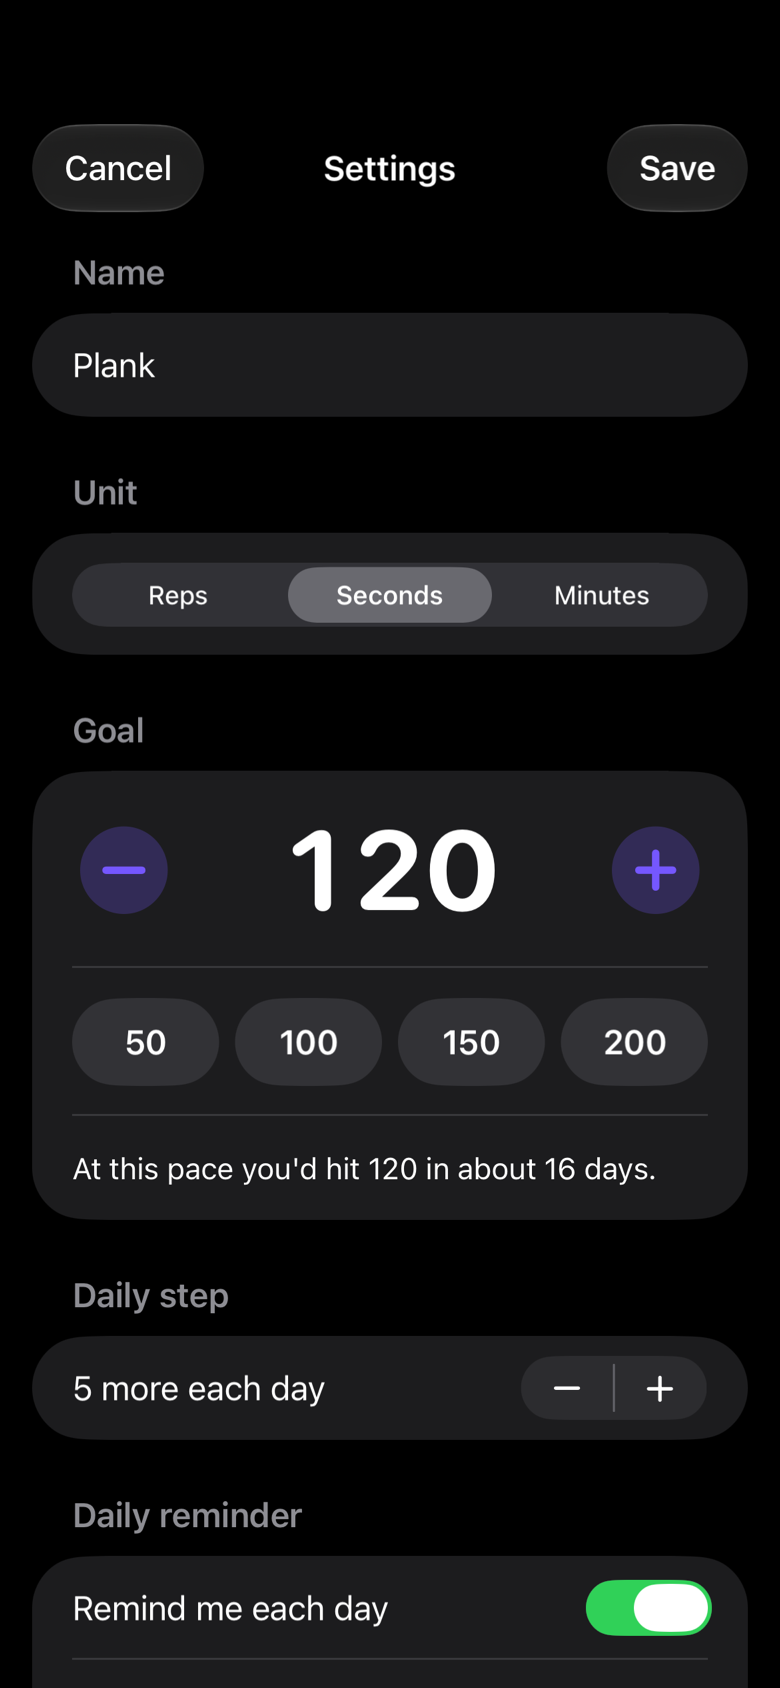 Cancel
Settings
Save
Name
Plank
Unit
Reps
Seconds
Minutes
Goal
120
50
100
150
200
At this pace you'd hit 120 in about 16 days.
Daily step
5 more each day
Daily reminder
Remind me each day